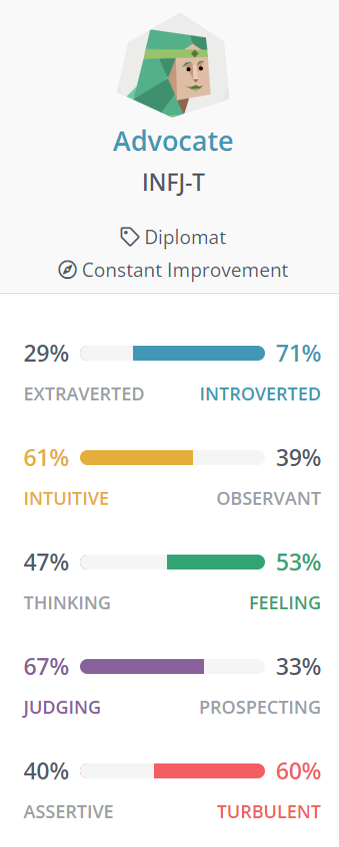 Advocate
INFJ-T
Diplomat
Constant Improvement
29% 71%
EXTRAVERTED INTROVERTED
61% 39%
INTUITIVE OBSERVANT
47% 53%
THINKING FEELING
67% 33%
JUDGING PROSPECTING
40% 60%
ASSERTIVE TURBULENT